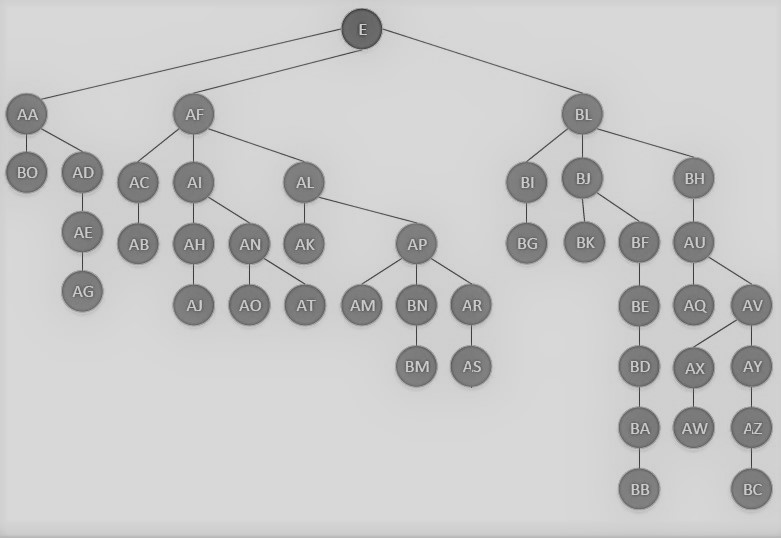 E
AA AF BL
BO AD AC AI AL BI BJ BH
AE AB AH AN AK AP BG BK BF AU
AG AJ AO AT AM BN AR BE AQ AV
BM AS BD AX AY
BA AW AZ
BB BC